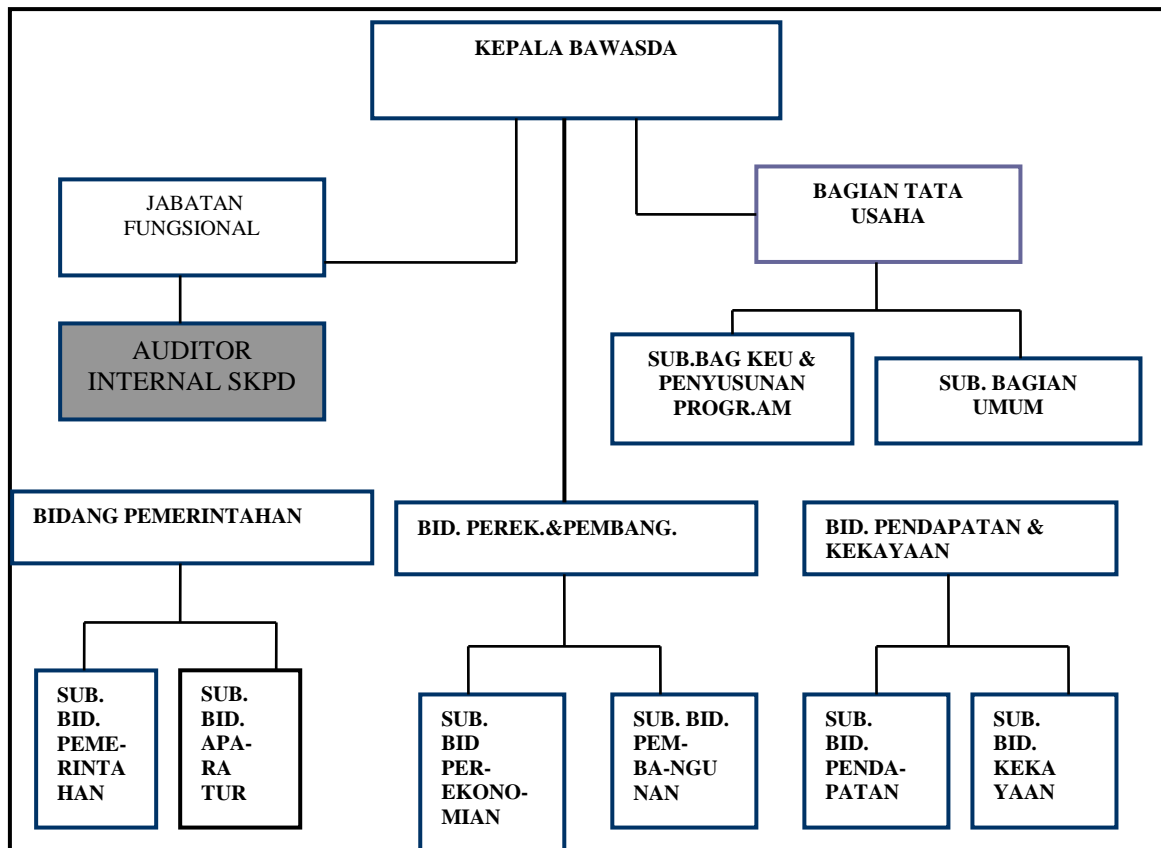 KEPALA BAWASDA
JABATAN
FUNGSIONAL
BAGIAN TATA
USAHA
AUDITOR
INTERNAL SKPD
SUB.BAG KEU &
PENYUSUNAN
PROGR.AM
SUB. BAGIAN
UMUM
BIDANG PEMERINTAHAN
BID. PEREK.&PEMBANG.
BID. PENDAPATAN &
KEKAYAAN
SUB.
BID.
PEME-
RINTA
HAN
SUB.
BID.
APA-
RA
TUR
SUB.
BID
PER-
EKONO-
MIAN
SUB. BID.
PEM-
BA-NGU
NAN
SUB.
BID.
PENDA-
PATAN
SUB.
BID.
KEKA
YAAN